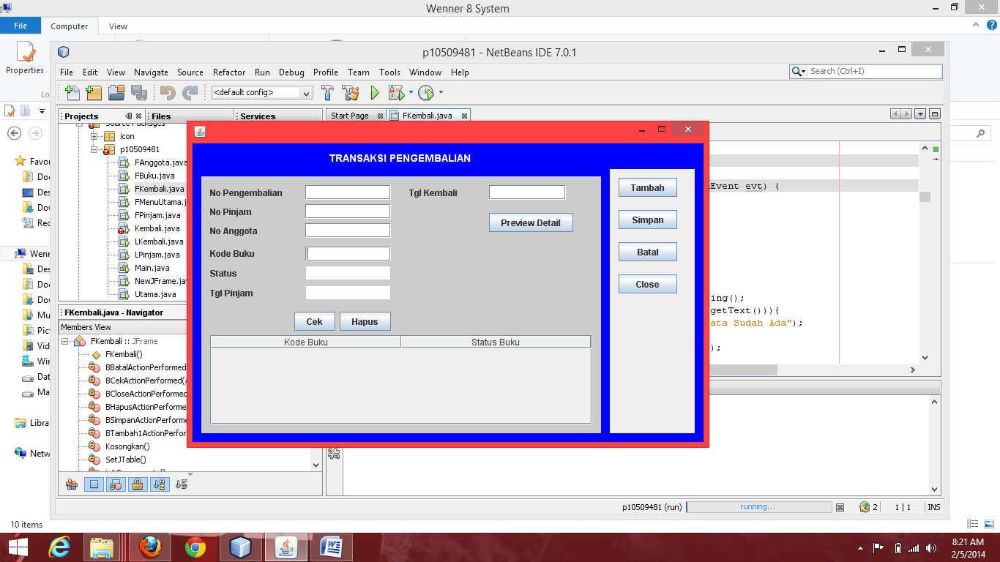 Wenner 8 System
File
Computer
View
Properties
p10509481 - NetBeans IDE 7.0.1
File Edit View Navigate Source Refactor Run Debug Profile Team Tools Window Help
Search (Ctrl+I)
<default config>
Projects
Files
Services
Start Page
FKembali.java
Source Packages
icon
p10509481
FAnggota.java
FBuku.java
FKembali.java
FMenuUtama.j
FPinjam.java
Kembali.java
LKembali.java
LPinjam.java
Main.java
NewJFrame.jav
Utama.java
FKembali.java - Navigator
Members View
FKembali :: JFrame
FKembali()
BBatalActionPerformed
BCekActionPerformed(
BCloseActionPerformed
BHapusActionPerforme
BSimpanActionPerforme
BTambah1ActionPerfor
Kosongkan()
SetJTable()
TRANSAKSI PENGEMBALIAN
No Pengembalian
Tgl Kembali
No Pinjam
Preview Detail
No Anggota
Kode Buku
Status
Tgl Pinjam
Cek
Hapus
Kode Buku
Status Buku
Tambah
Simpan
Batal
Close
Event evt) {
ing();
getText())){
ata Sudah Ada");
);
p10509481 (run)
running...
2
1 | 1
INS
Favor
Doc
Des
Dov
Rec
Wenr
Des
Doc
Dov
Mu
Pict
Vid
Wir
Dat
Ma
Libra
Netw
10 items
8:21 AM
2/5/2014